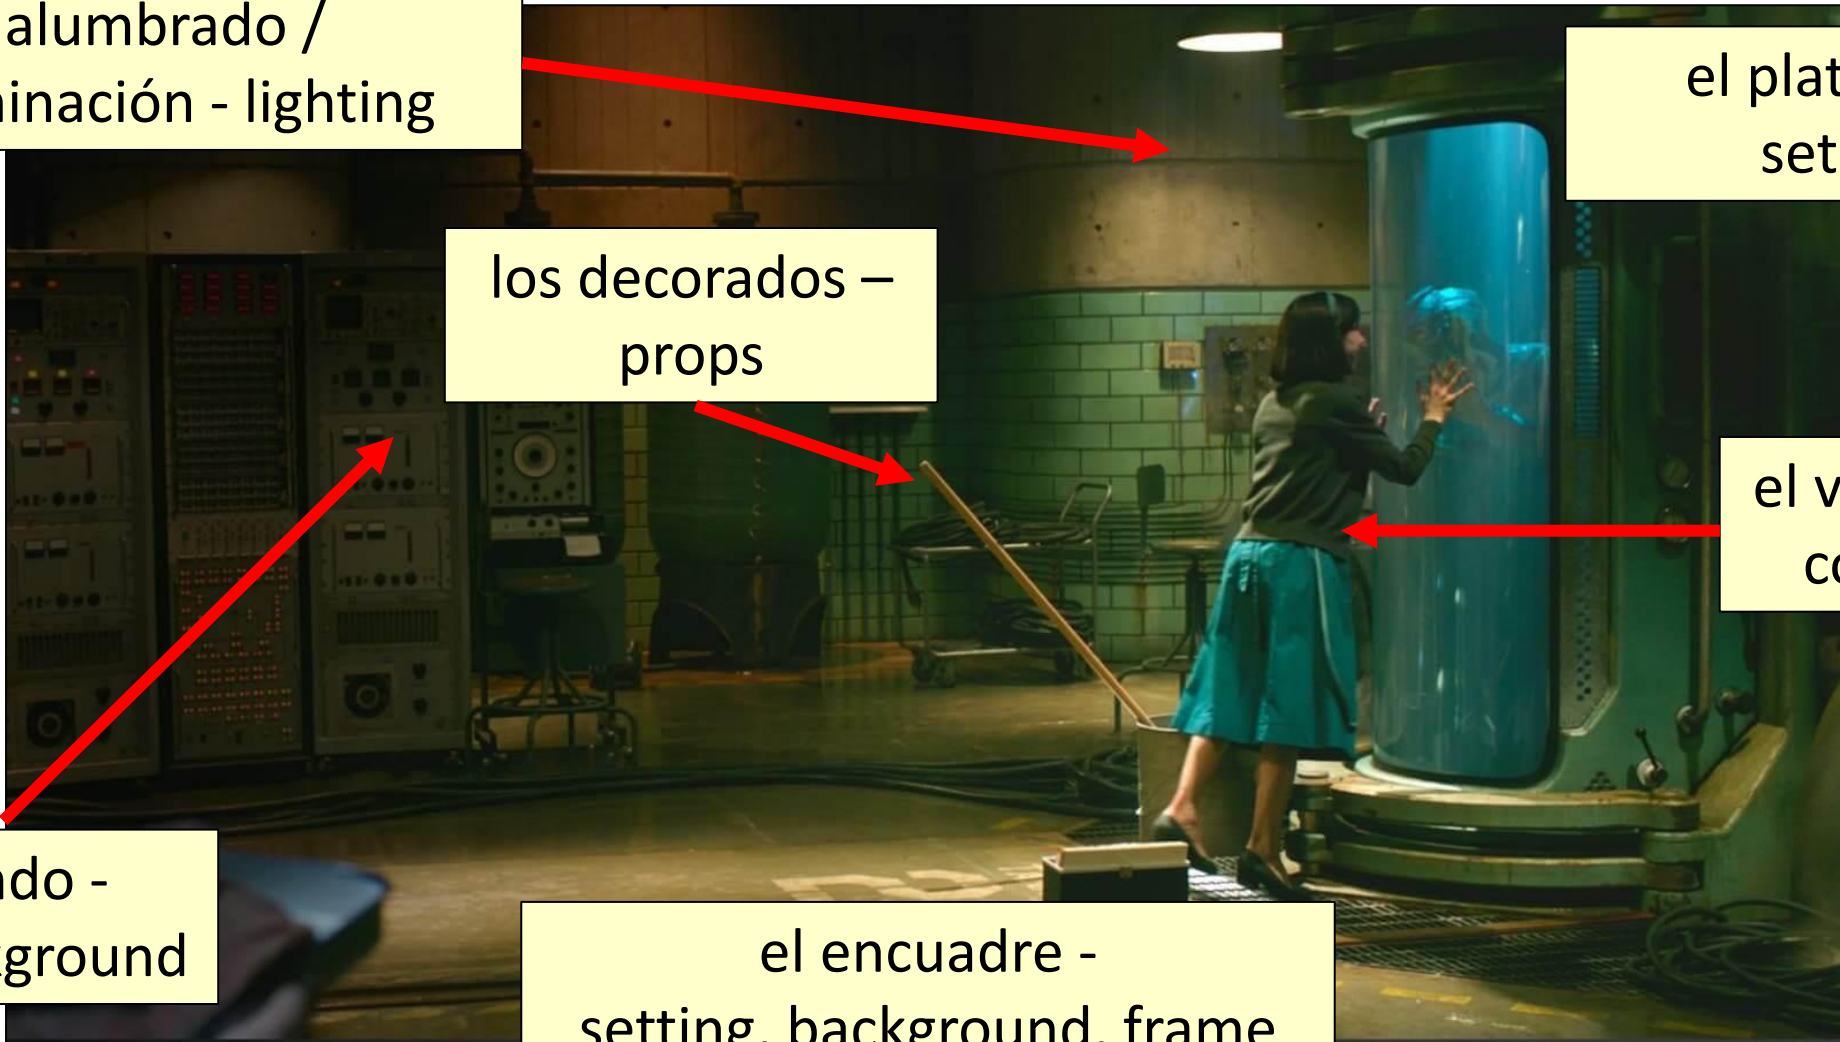 alumbrado /
inación - lighting
el plat
set
los decorados –
props
el v
co
do -
ground
el encuadre -
setting, background, frame